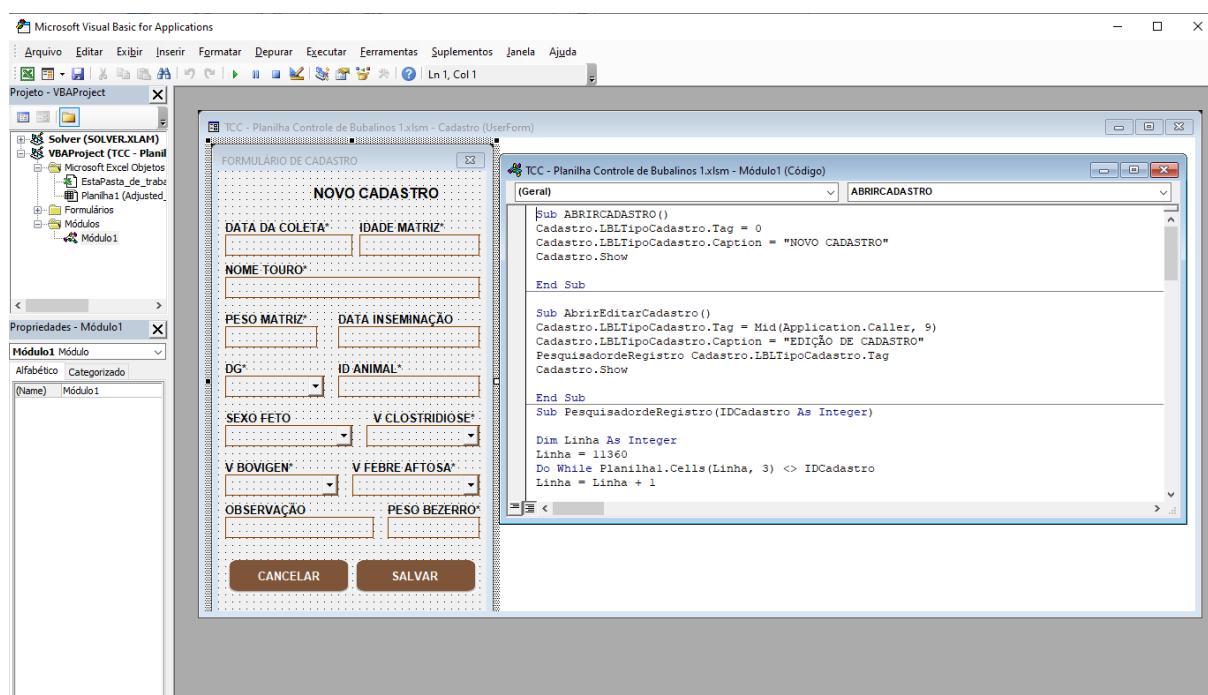 Microsoft Visual Basic for Applications
Arquivo Editar Exibir Inserir Formatar Depurar Executar Ferramentas Suplementos Janela Ajuda
Ln 1, Col 1
Projeto - VBAProject
Solver (SOLVER.XLAM)
VBAProject (TCC - Planil
Microsoft Excel Objetos
EstaPasta_de_traba
Planilha1 (Adjusted_
Formulários
Módulos
Módulo1
Propriedades - Módulo1
Módulo1 Módulo
Alfabético Categorizado
(Name) Módulo1
TCC - Planilha Controle de Bubalinos 1.xlsm - Cadastro (UserForm)
FORMULÁRIO DE CADASTRO
NOVO CADASTRO
DATA DA COLETA* IDADE MATRIZ*
NOME TOURO*
PESO MATRIZ* DATA INSEMINAÇÃO
DG* ID ANIMAL*
SEXO FETO V CLOSTRIDIOSE*
V BOVIGEN* V FEBRE AFTOSA*
OBSERVAÇÃO PESO BEZERRO*
CANCELAR SALVAR
TCC - Planilha Controle de Bubalinos 1.xlsm - Módulo1 (Código)
(Geral) ABRIRCADASTRO
Sub ABRIRCADASTRO()
Cadastro.LBLTipoCadastro.Tag = 0
Cadastro.LBLTipoCadastro.Caption = "NOVO CADASTRO"
Cadastro.Show
End Sub
Sub AbrirEditarCadastro()
Cadastro.LBLTipoCadastro.Tag = Mid(Application.Caller, 9)
Cadastro.LBLTipoCadastro.Caption = "EDIÇÃO DE CADASTRO"
PesquisadordeRegistro Cadastro.LBLTipoCadastro.Tag
Cadastro.Show
End Sub
Sub PesquisadordeRegistro(IDCadastro As Integer)
Dim Linha As Integer
Linha = 11360
Do While Planilha1.Cells(Linha, 3) <> IDCadastro
Linha = Linha + 1